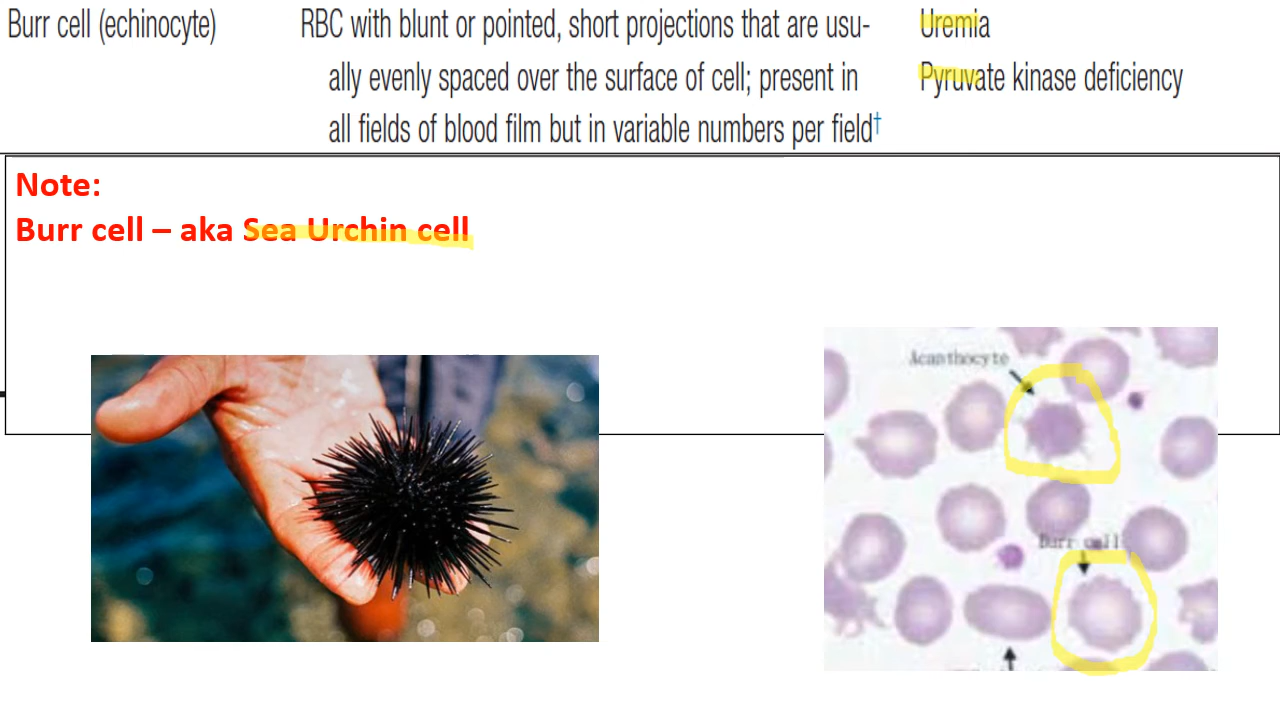 Burr cell (echinocyte) RBC with blunt or pointed, short projections that are usu- Uremia
ally evenly spaced over the surface of cell; present in Pyruvate kinase deficiency
all fields of blood film but in variable numbers per field†
Note:
Burr cell – aka Sea Urchin cell
Acanthocyte
Burr cell